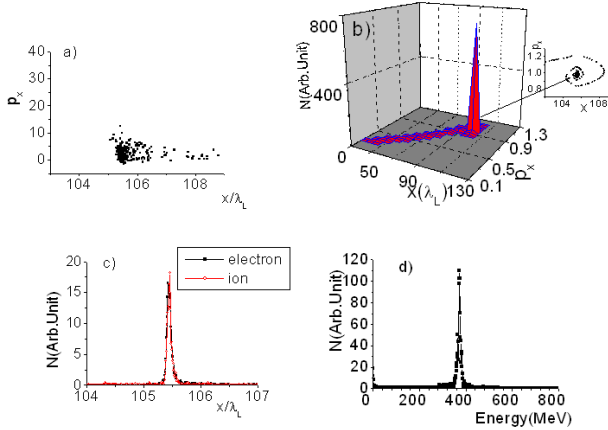 a)
40
30
20
10
0
p_x
104
106
108
x/λ_L
b)
N(Arb.Unit)
800
400
0
0
50
90
130
X(λ_L)
0.1
0.5
0.9
1.3
p_x
p_x
1.2
1.0
0.8
104
108
X
c)
electron
ion
N(Arb.Unit)
20
15
10
5
0
104
105
106
107
x/λ_L
d)
N(Arb.Unit)
120
100
80
60
40
20
0
0
200
400
600
800
Energy(MeV)